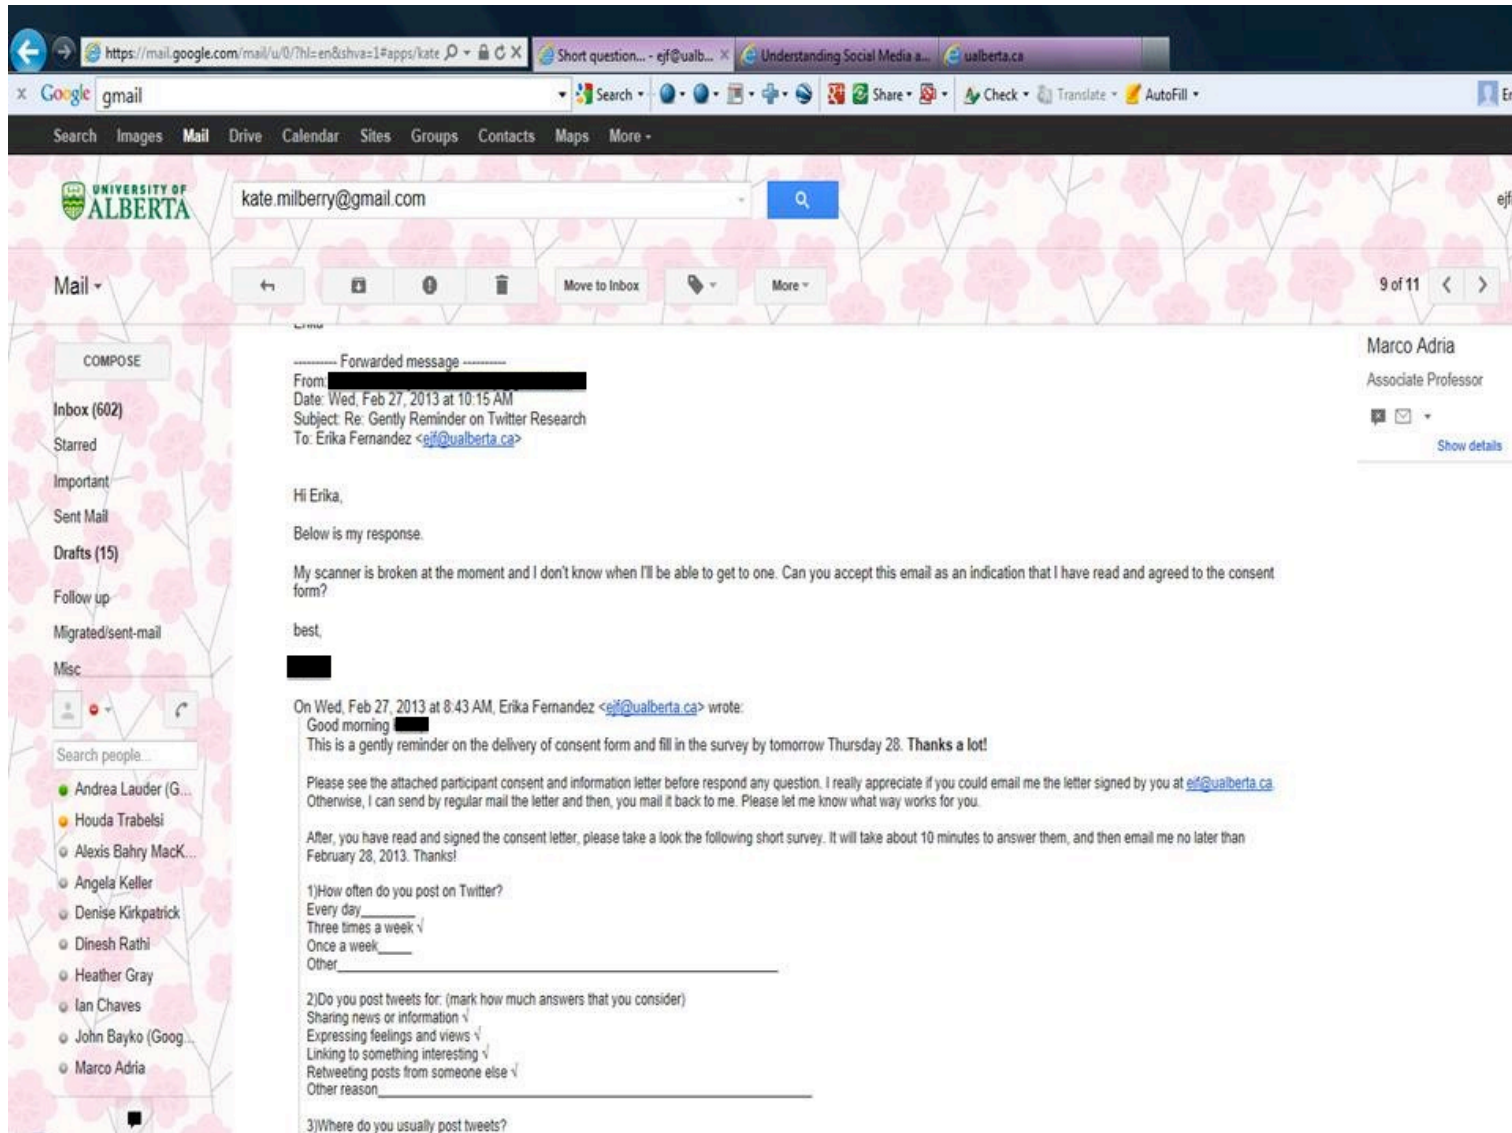 https://mail.google.com/mail/u/0/?hl=en&shva=1#apps/kate
Short question... - ejf@ualb...
Understanding Social Media a...
ualberta.ca
x Google gmail
Search
Share
Check
Translate
AutoFill
Search Images Mail Drive Calendar Sites Groups Contacts Maps More
UNIVERSITY OF
ALBERTA
kate.milberry@gmail.com
Mail
Move to Inbox
More
9 of 11
COMPOSE
Inbox (602)
Starred
Important
Sent Mail
Drafts (15)
Follow up
Migrated/sent-mail
Misc
Search people...
Andrea Lauder (G...
Houda Trabelsi
Alexis Bahry MacK...
Angela Keller
Denise Kirkpatrick
Dinesh Rathi
Heather Gray
Ian Chaves
John Bayko (Goog...
Marco Adria
---------- Forwarded message ----------
From:
Date: Wed, Feb 27, 2013 at 10:15 AM
Subject: Re: Gently Reminder on Twitter Research
To: Erika Fernandez <ejf@ualberta.ca>
Hi Erika,
Below is my response.
My scanner is broken at the moment and I don't know when I'll be able to get to one. Can you accept this email as an indication that I have read and agreed to the consent
form?
best,
On Wed, Feb 27, 2013 at 8:43 AM, Erika Fernandez <ejf@ualberta.ca> wrote:
Good morning
This is a gently reminder on the delivery of consent form and fill in the survey by tomorrow Thursday 28. Thanks a lot!
Please see the attached participant consent and information letter before respond any question. I really appreciate if you could email me the letter signed by you at ejf@ualberta.ca.
Otherwise, I can send by regular mail the letter and then, you mail it back to me. Please let me know what way works for you.
After, you have read and signed the consent letter, please take a look the following short survey. It will take about 10 minutes to answer them, and then email me no later than
February 28, 2013. Thanks!
1)How often do you post on Twitter?
Every day________
Three times a week √
Once a week_____
Other____________________
2)Do you post tweets for: (mark how much answers that you consider)
Sharing news or information √
Expressing feelings and views √
Linking to something interesting √
Retweeting posts from someone else √
Other reason____________________
3)Where do you usually post tweets?
Marco Adria
Associate Professor
Show details